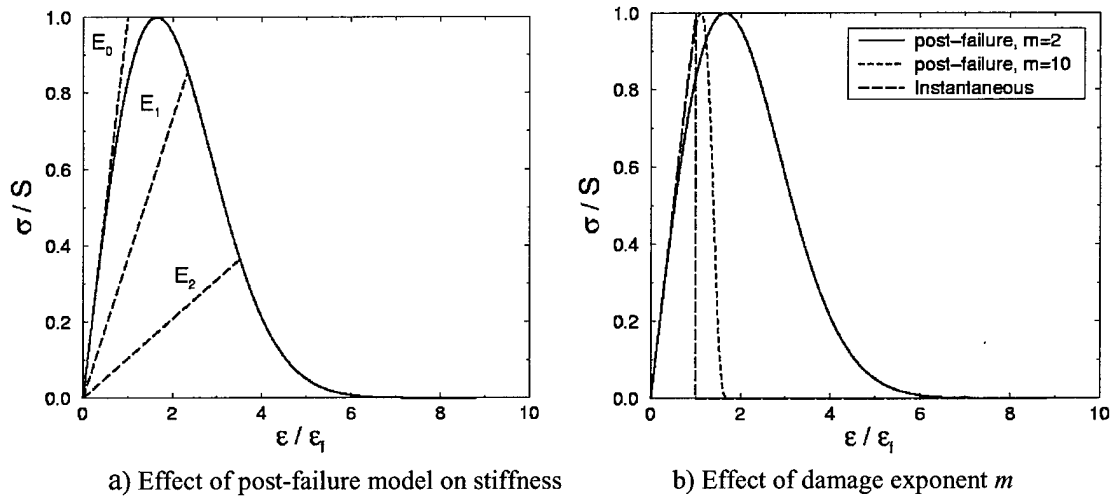 1.0
0.8
0.6
0.4
0.2
0.0
σ / S
E0
E1
E2
0 2 4 6 8 10
ε / εf
a) Effect of post-failure model on stiffness
1.0
0.8
0.6
0.4
0.2
0.0
σ / S
post-failure, m=2
post-failure, m=10
Instantaneous
0 2 4 6 8 10
ε / εf
b) Effect of damage exponent m